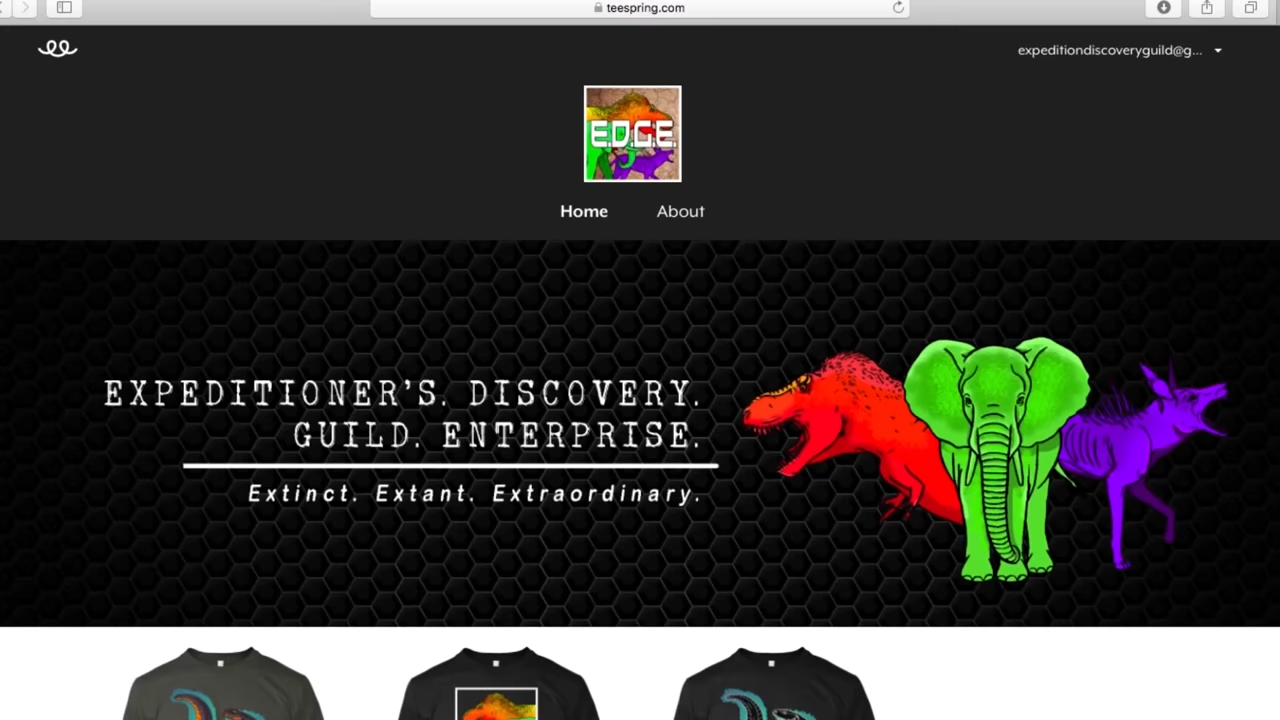 teespring.com
expeditiondiscoveryguild@g...
E.D.G.E.
Home About
EXPEDITIONER'S. DISCOVERY.
GUILD. ENTERPRISE.
Extinct. Extant. Extraordinary.